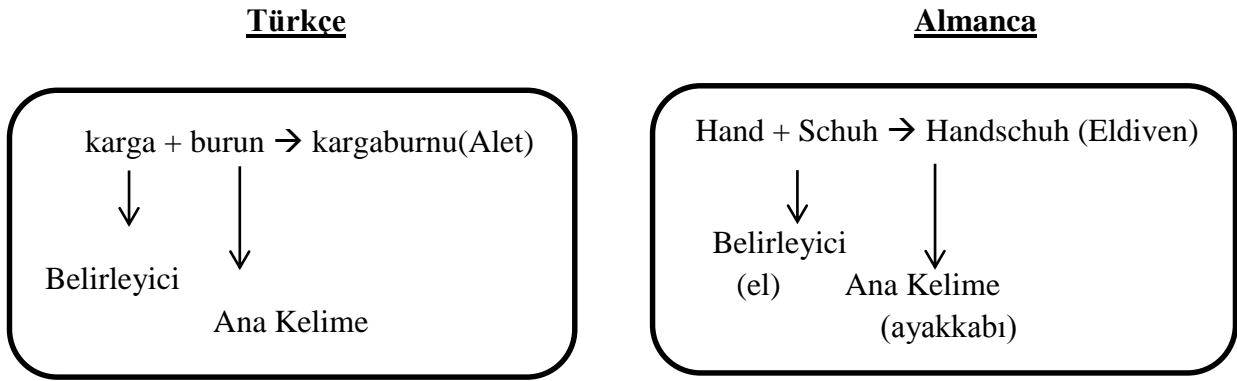 Türkçe
karga + burun → kargaburnu(Alet)
Belirleyici
Ana Kelime
Almanca
Hand + Schuh → Handschuh (Eldiven)
Belirleyici
(el)
Ana Kelime
(ayakkabı)